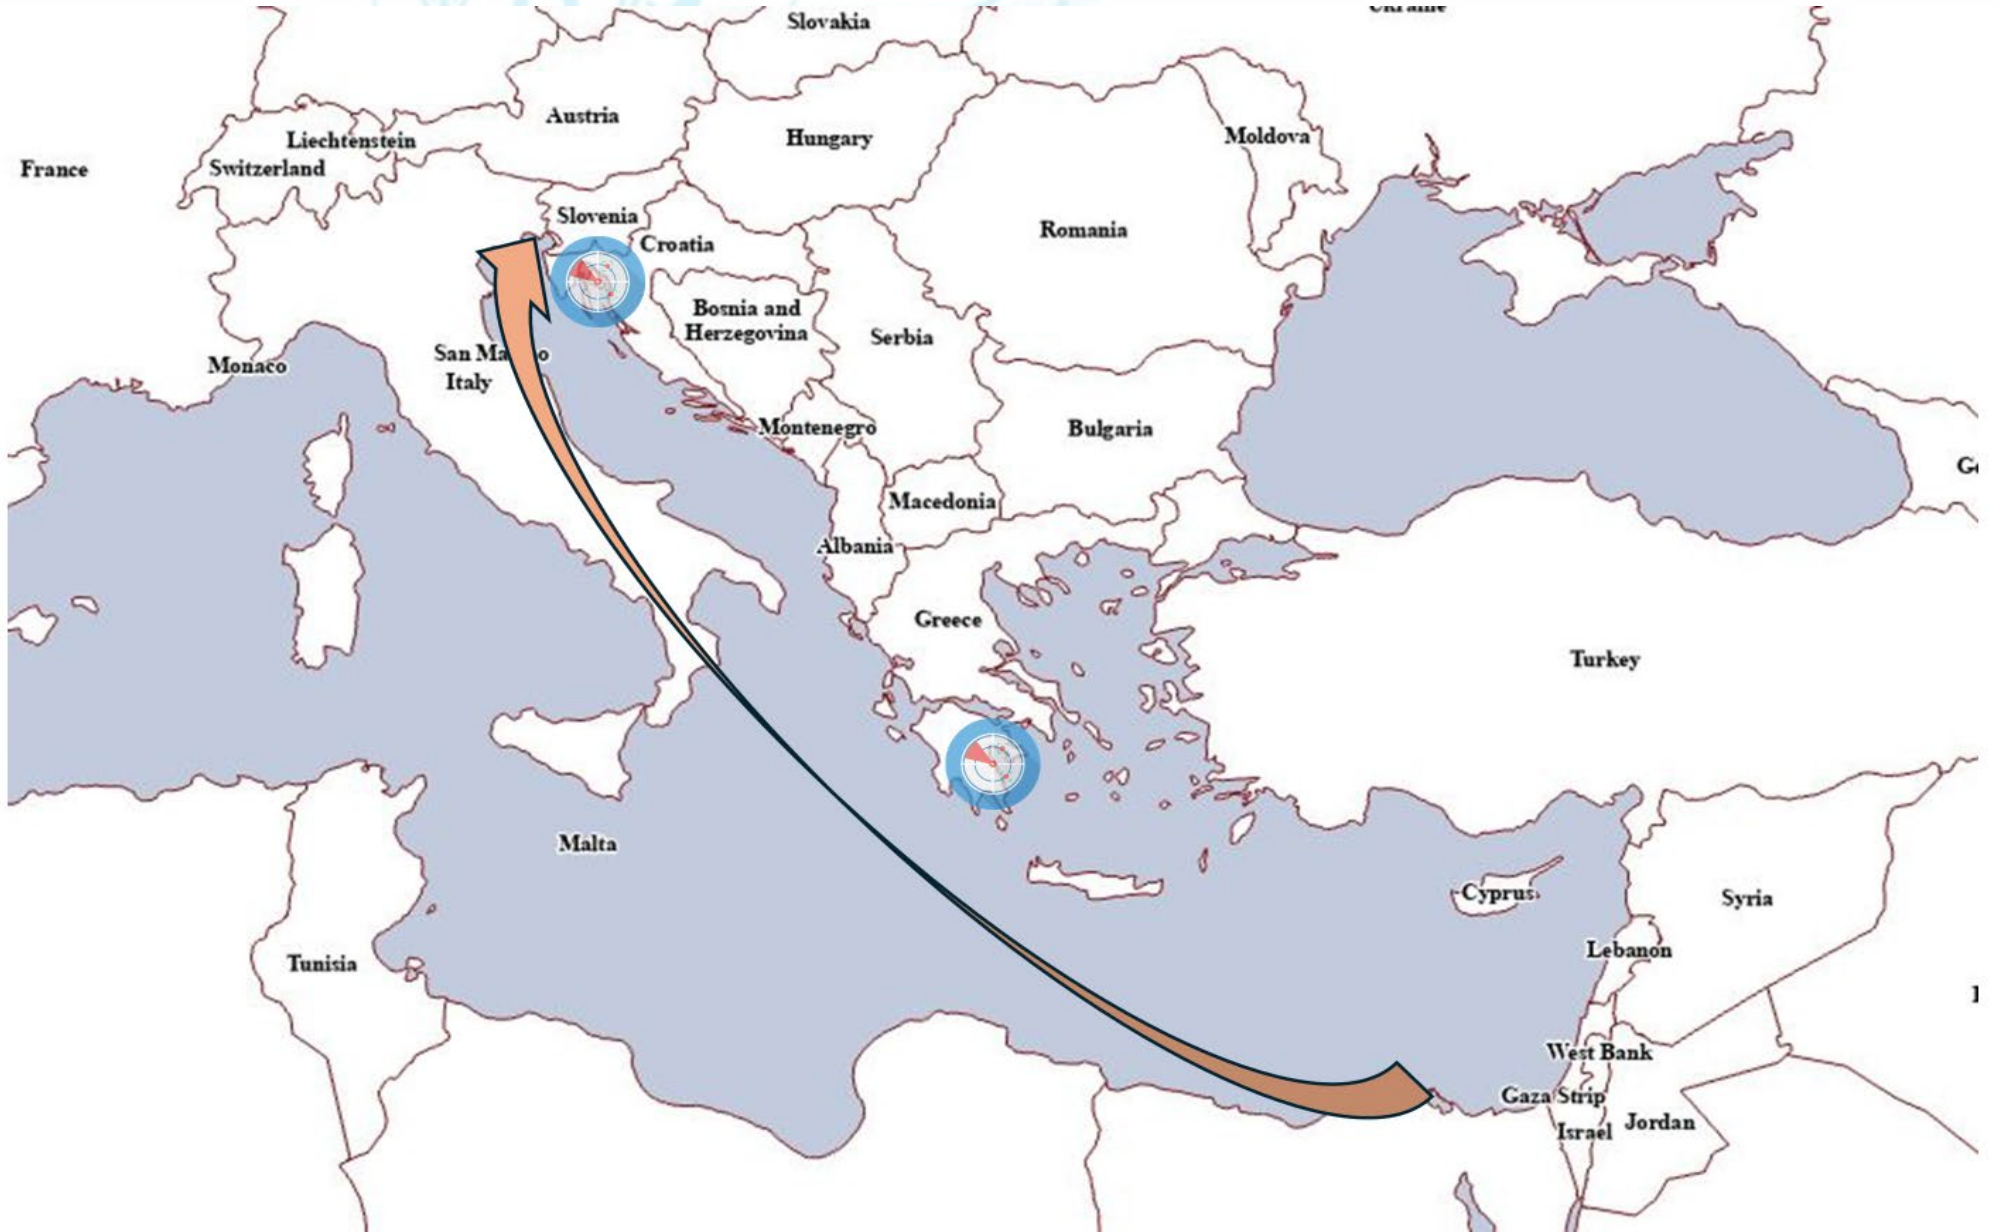 Slovakia
Austria
Liechtenstein
Switzerland
France
Hungary
Moldova
Slovenia
Croatia
Romania
Bosnia and
Herzegovina
Serbia
Monaco
Italy
Montenegro
Bulgaria
Macedonia
Albania
Greece
Turkey
Malta
Cyprus
Syria
Lebanon
Tunisia
West Bank
Gaza Strip
Israel
Jordan